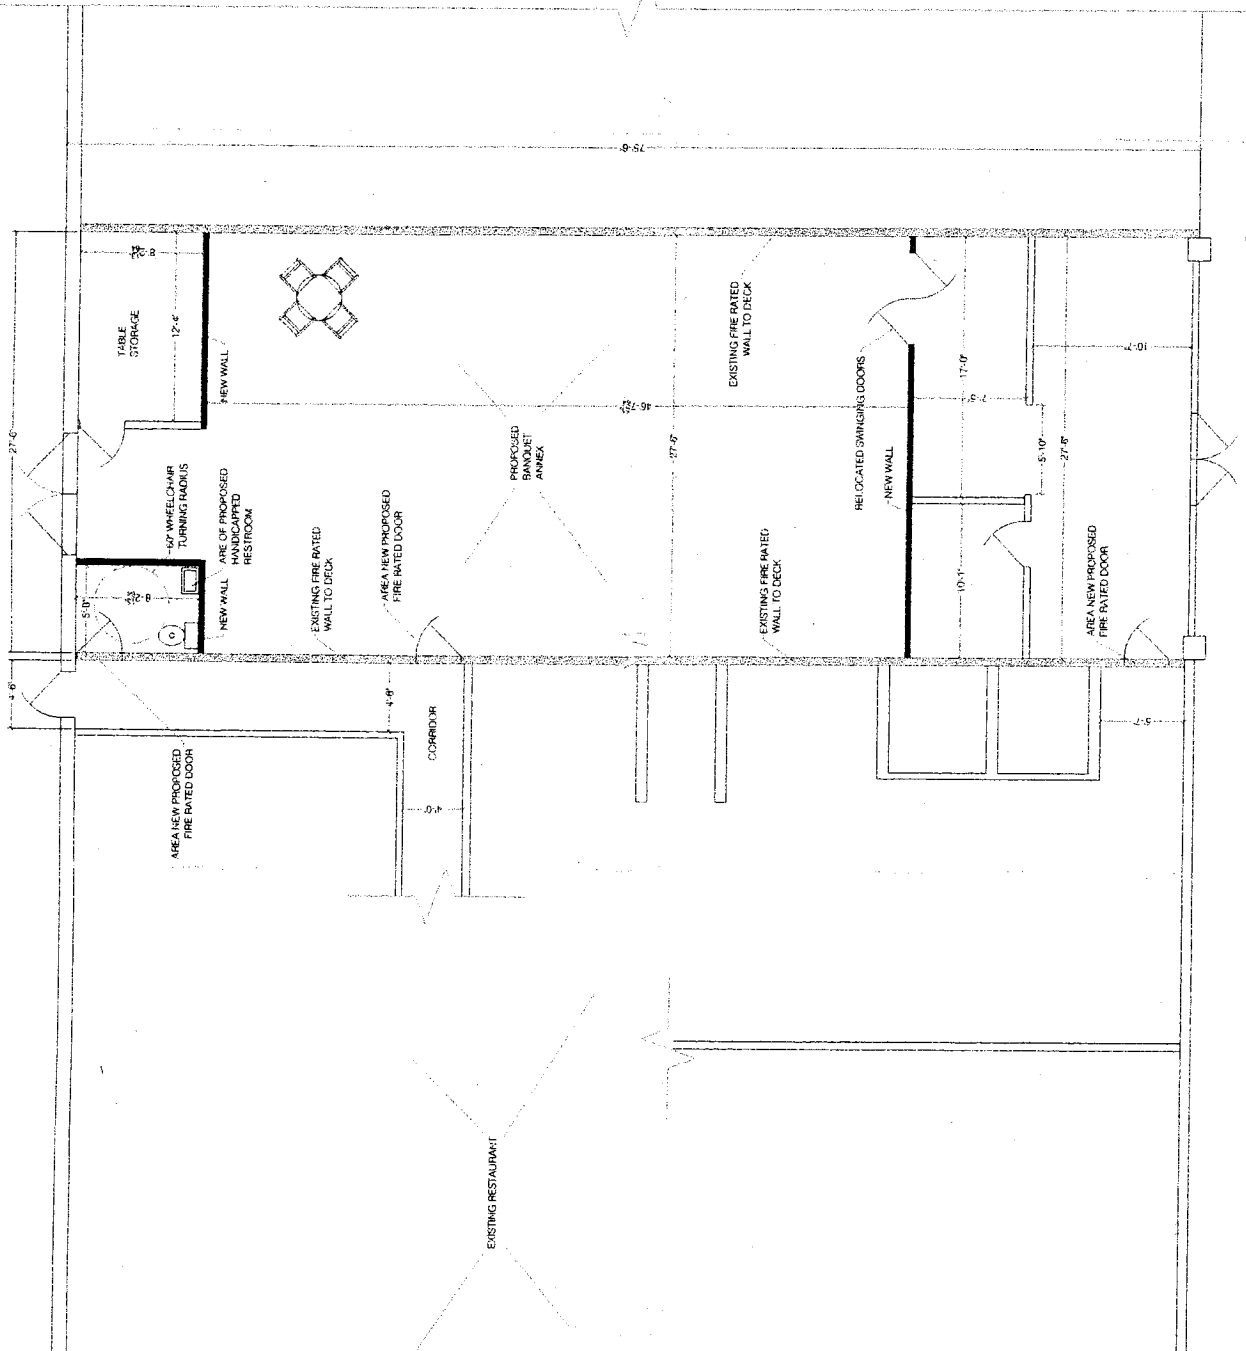 75'-6"
27'-0"
TABLE
STORAGE
12'-4"
NEW WALL
60" WHEELCHAIR
TURNING RADIUS
ARE OF PROPOSED
HANDICAPPED
RESTROOM
5'-0"
NEW WALL
EXISTING FIRE RATED
WALL TO DECK
AREA NEW PROPOSED
FIRE RATED DOOR
PROPOSED
BANQUET
ANNEX
27'-6"
EXISTING FIRE RATED
WALL TO DECK
EXISTING FIRE RATED
WALL TO DECK
RELOCATED SWINGING DOORS
NEW WALL
17'-0"
7'-5"
10'-7"
5'-10"
27'-6"
10'-1"
AREA NEW PROPOSED
FIRE RATED DOOR
4'-6"
4'-6"
CORRIDOR
4'-0"
5'-7"
AREA NEW PROPOSED
FIRE RATED DOOR
EXISTING RESTAURANT